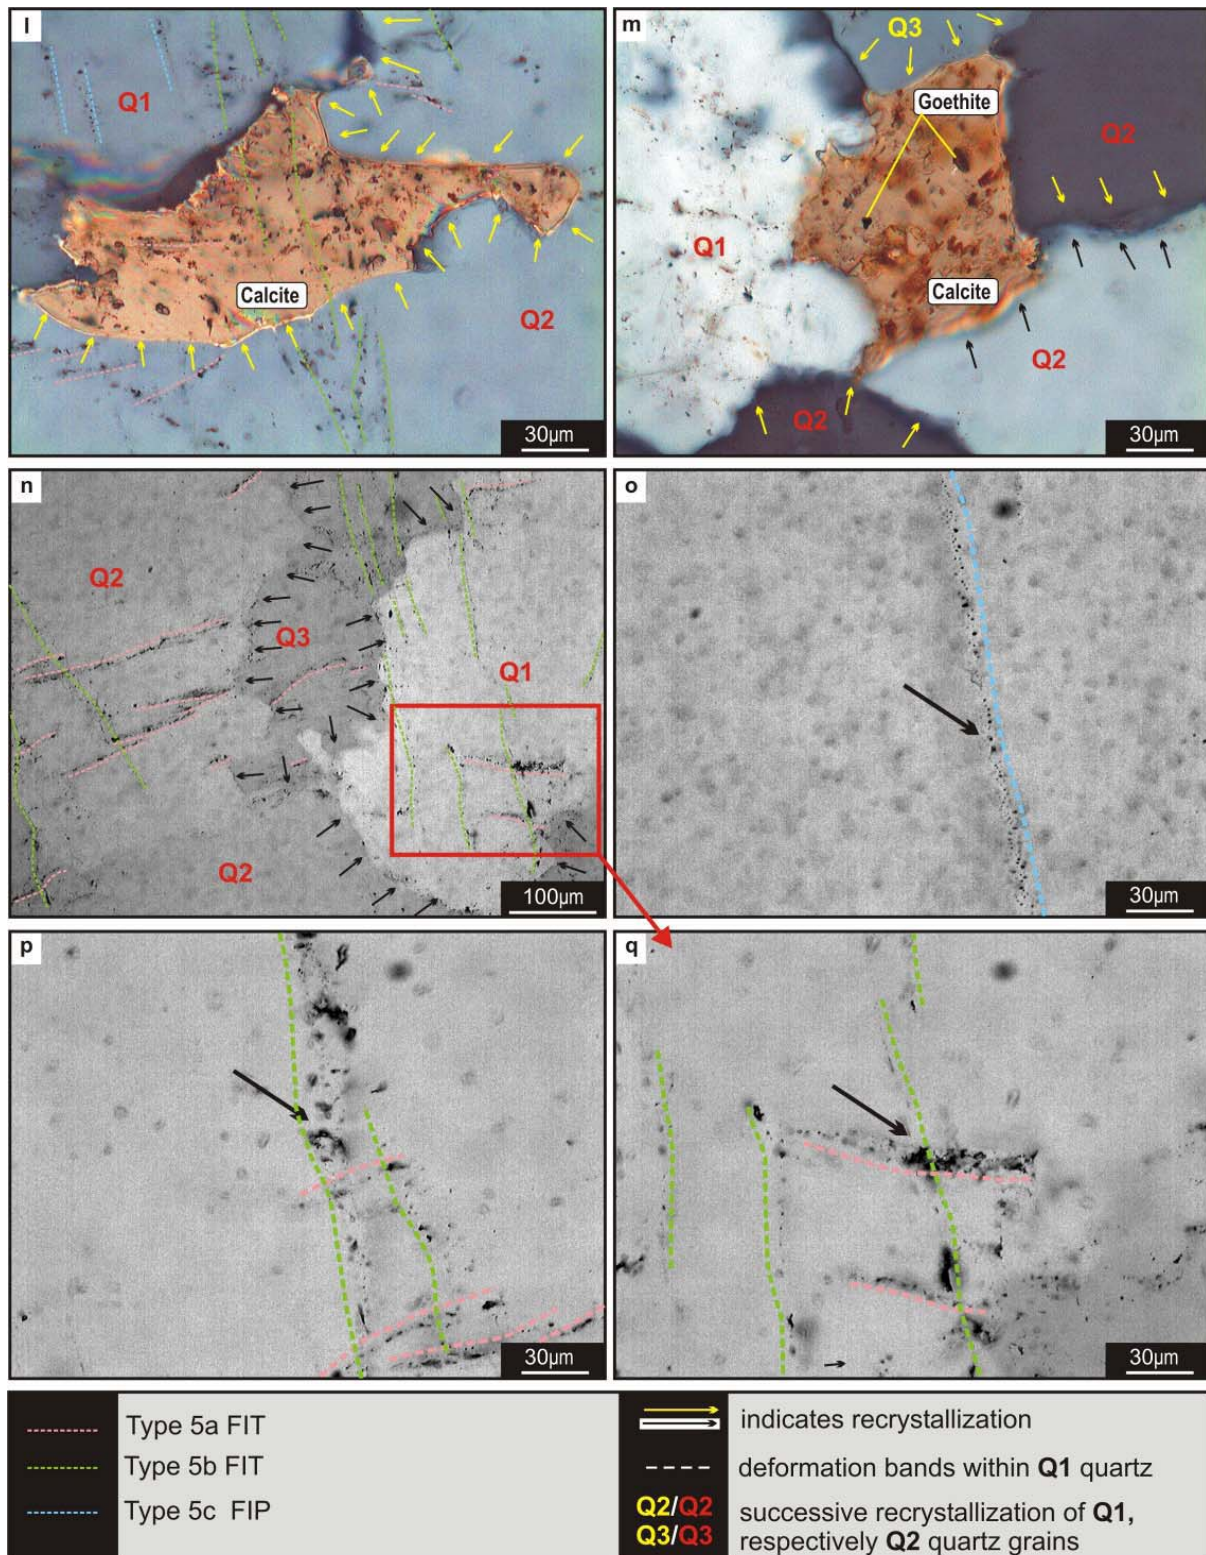 l
Q1
Calcite
Q2
30µm
m
Q3
Goethite
Q2
Q1
Calcite
Q2
Q2
30µm
n
Q2
Q3
Q1
Q2
100µm
o
30µm
p
30µm
q
30µm
Type 5a FIT
Type 5b FIT
Type 5c FIP
indicates recrystallization
deformation bands within Q1 quartz
Q2/Q2 successive recrystallization of Q1,
Q3/Q3 respectively Q2 quartz grains